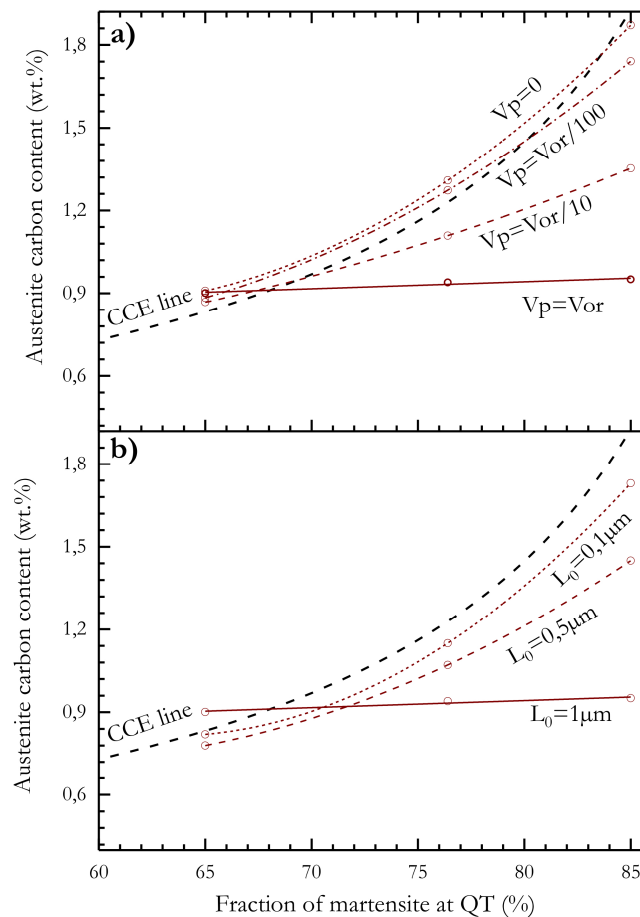 a)
1,8
1,5
1,2
0,9
0,6
Austenite carbon content (wt.%)
Vp=0
Vp=Vor/100
Vp=Vor/10
Vp=Vor
CCE line
b)
1,8
1,5
1,2
0,9
0,6
Austenite carbon content (wt.%)
L₀=0,1µm
L₀=0,5µm
L₀=1µm
CCE line
60 65 70 75 80 85
Fraction of martensite at QT (%)